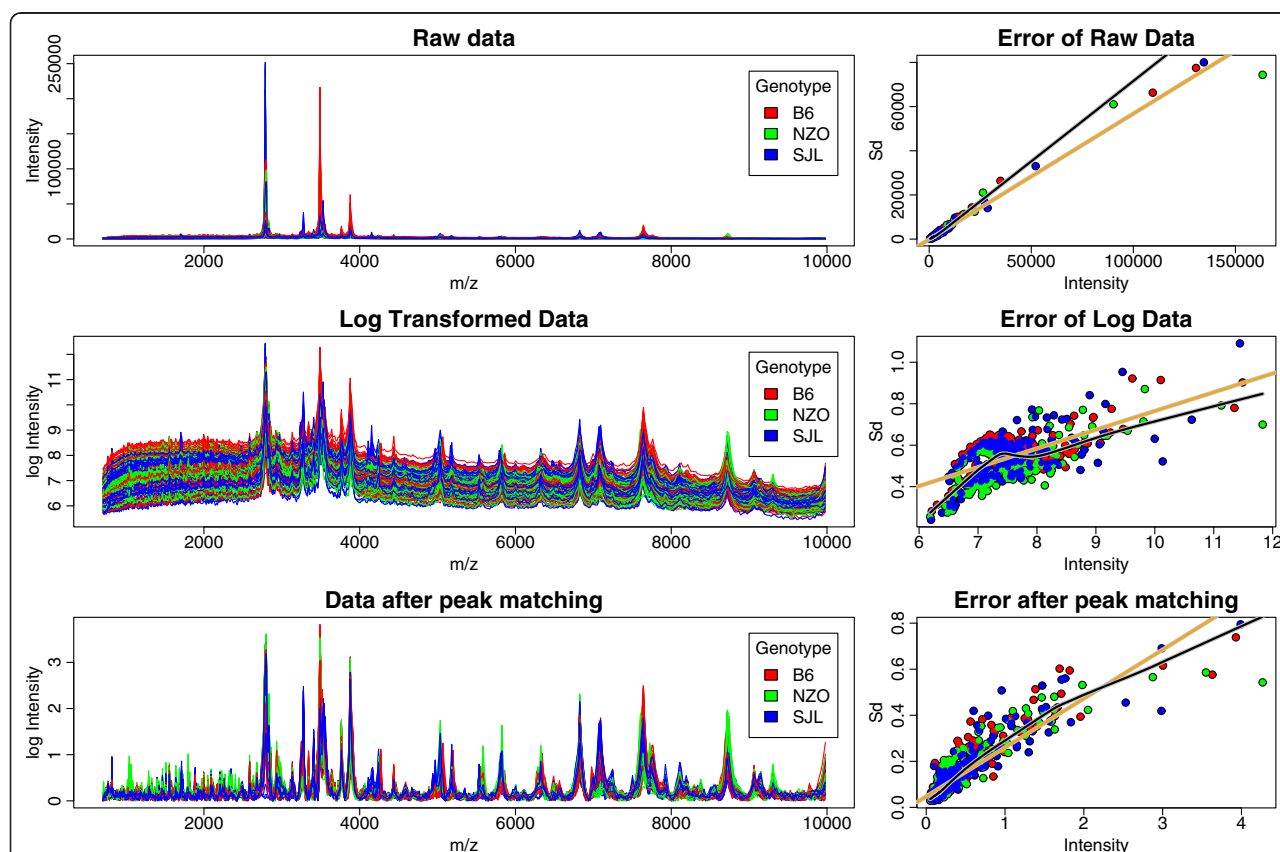 Raw data
250000
100000
0
Intensity
2000
4000
6000
8000
10000
m/z
Genotype
B6
NZO
SJL
Error of Raw Data
60000
20000
0
Sd
0
50000
100000
150000
Intensity
Log Transformed Data
11
9
8
7
6
log Intensity
2000
4000
6000
8000
10000
m/z
Genotype
B6
NZO
SJL
Error of Log Data
1.0
0.8
0.6
0.4
Sd
6
7
8
9
10
11
12
Intensity
Data after peak matching
3
2
1
0
log Intensity
2000
4000
6000
8000
10000
m/z
Genotype
B6
NZO
SJL
Error after peak matching
0.8
0.6
0.4
0.2
0.0
Sd
0
1
2
3
4
Intensity